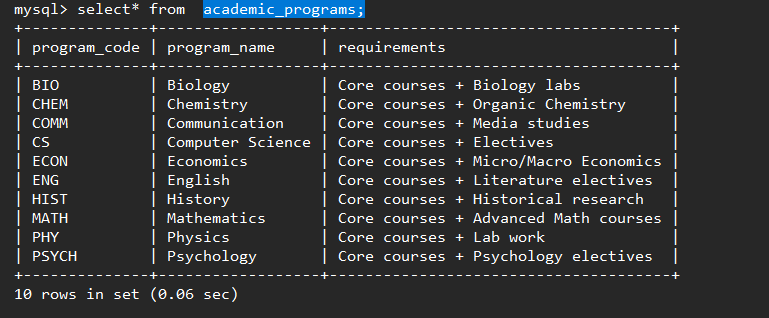 mysql> select* from  academic_programs;
+--------------+------------------+-------------------------------------+
| program_code | program_name     | requirements                        |
+--------------+------------------+-------------------------------------+
| BIO          | Biology          | Core courses + Biology labs         |
| CHEM         | Chemistry        | Core courses + Organic Chemistry    |
| COMM         | Communication    | Core courses + Media studies        |
| CS           | Computer Science | Core courses + Electives            |
| ECON         | Economics        | Core courses + Micro/Macro Economics |
| ENG          | English          | Core courses + Literature electives |
| HIST         | History          | Core courses + Historical research  |
| MATH         | Mathematics      | Core courses + Advanced Math courses |
| PHY          | Physics          | Core courses + Lab work             |
| PSYCH        | Psychology       | Core courses + Psychology electives |
+--------------+------------------+-------------------------------------+
10 rows in set (0.06 sec)